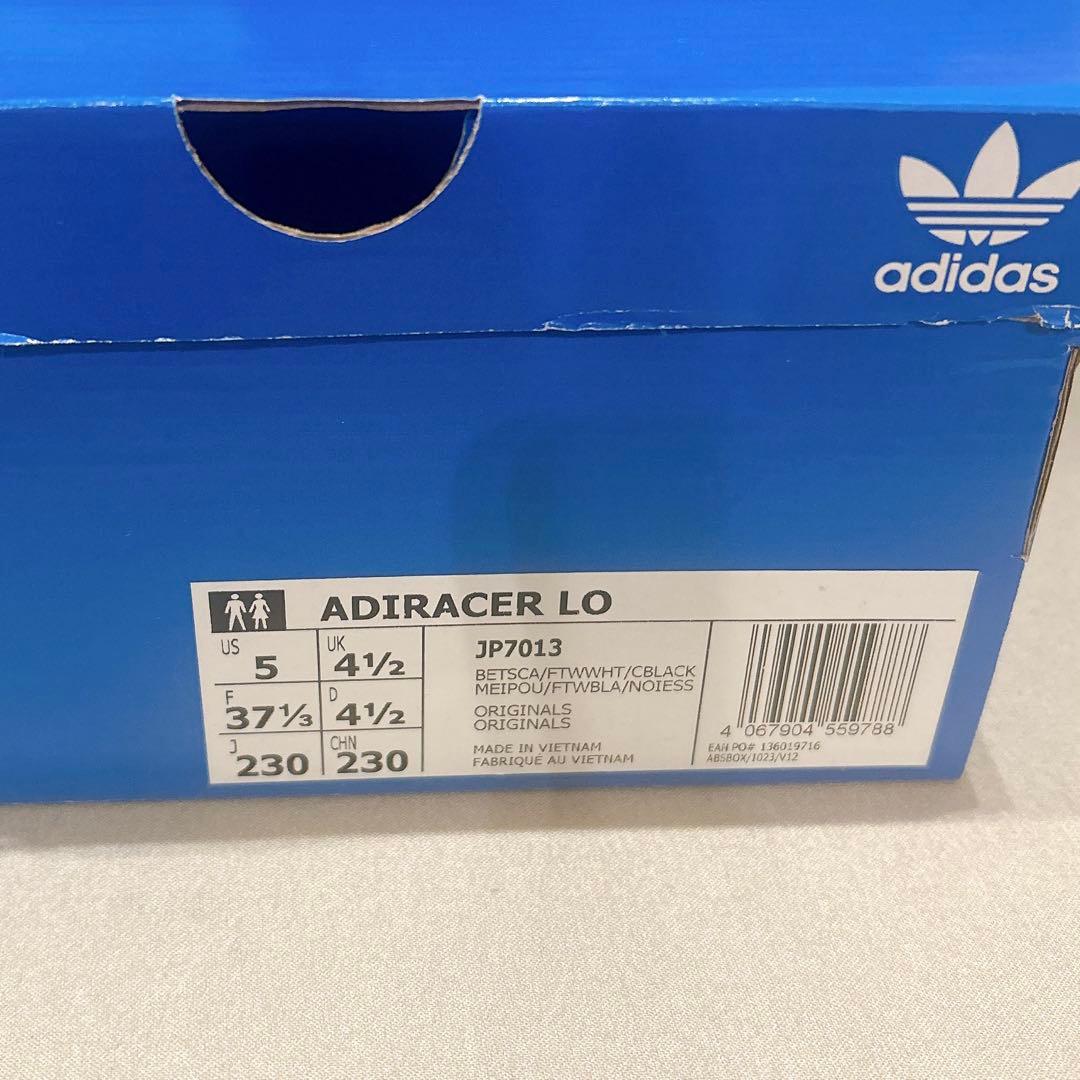 adidas
ADIRACER LO
US 5
UK 4½
F 37⅓
D 4½
J 230
CHN 230
JP7013
BETSCA/FTWWHT/CBLACK
MEIPOU/FTWBLA/NOIESS
ORIGINALS
ORIGINALS
MADE IN VIETNAM
FABRIQUÉ AU VIETNAM
4 067904 559788
EAN PO# 136019716
ABSBOX/1023/V12